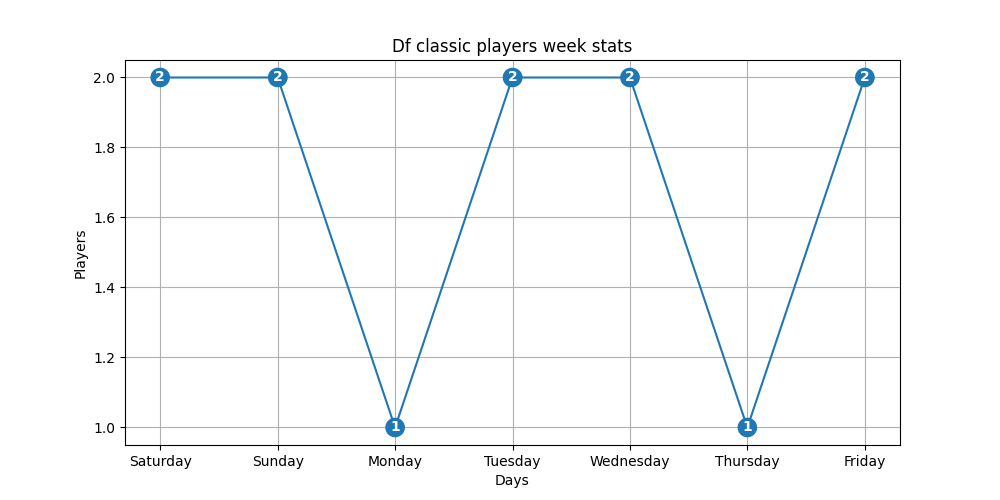 Df classic players week stats
2.0
1.8
1.6
1.4
1.2
1.0
Players
2
2
1
2
2
1
2
Saturday
Sunday
Monday
Tuesday
Wednesday
Thursday
Friday
Days